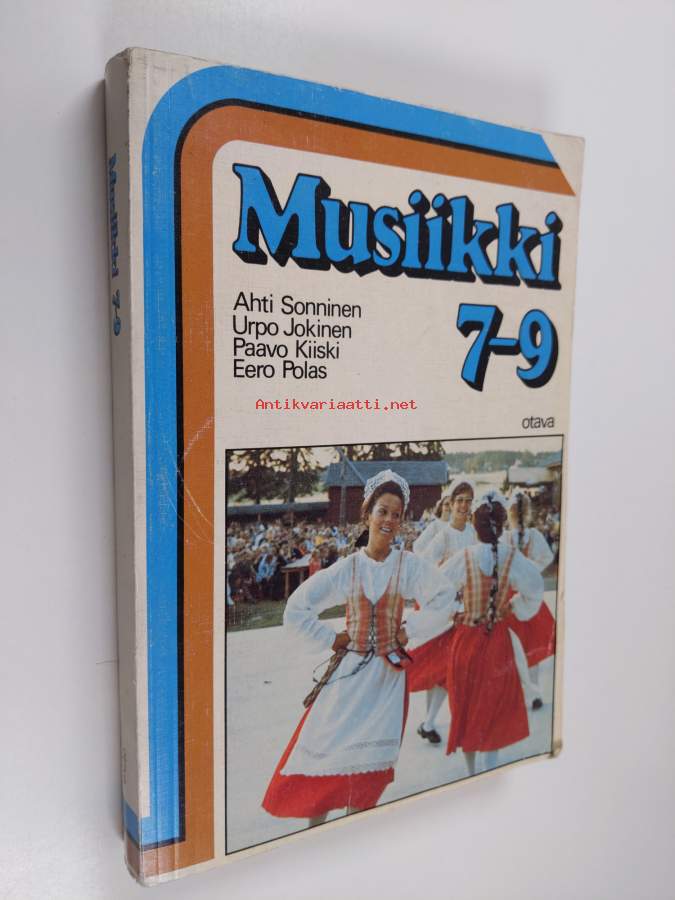 Musiikki
7-9
Ahti Sonninen
Urpo Jokinen
Paavo Kiiski
Eero Polas
otava
Musiikki 7-9
Antikvariaatti.net